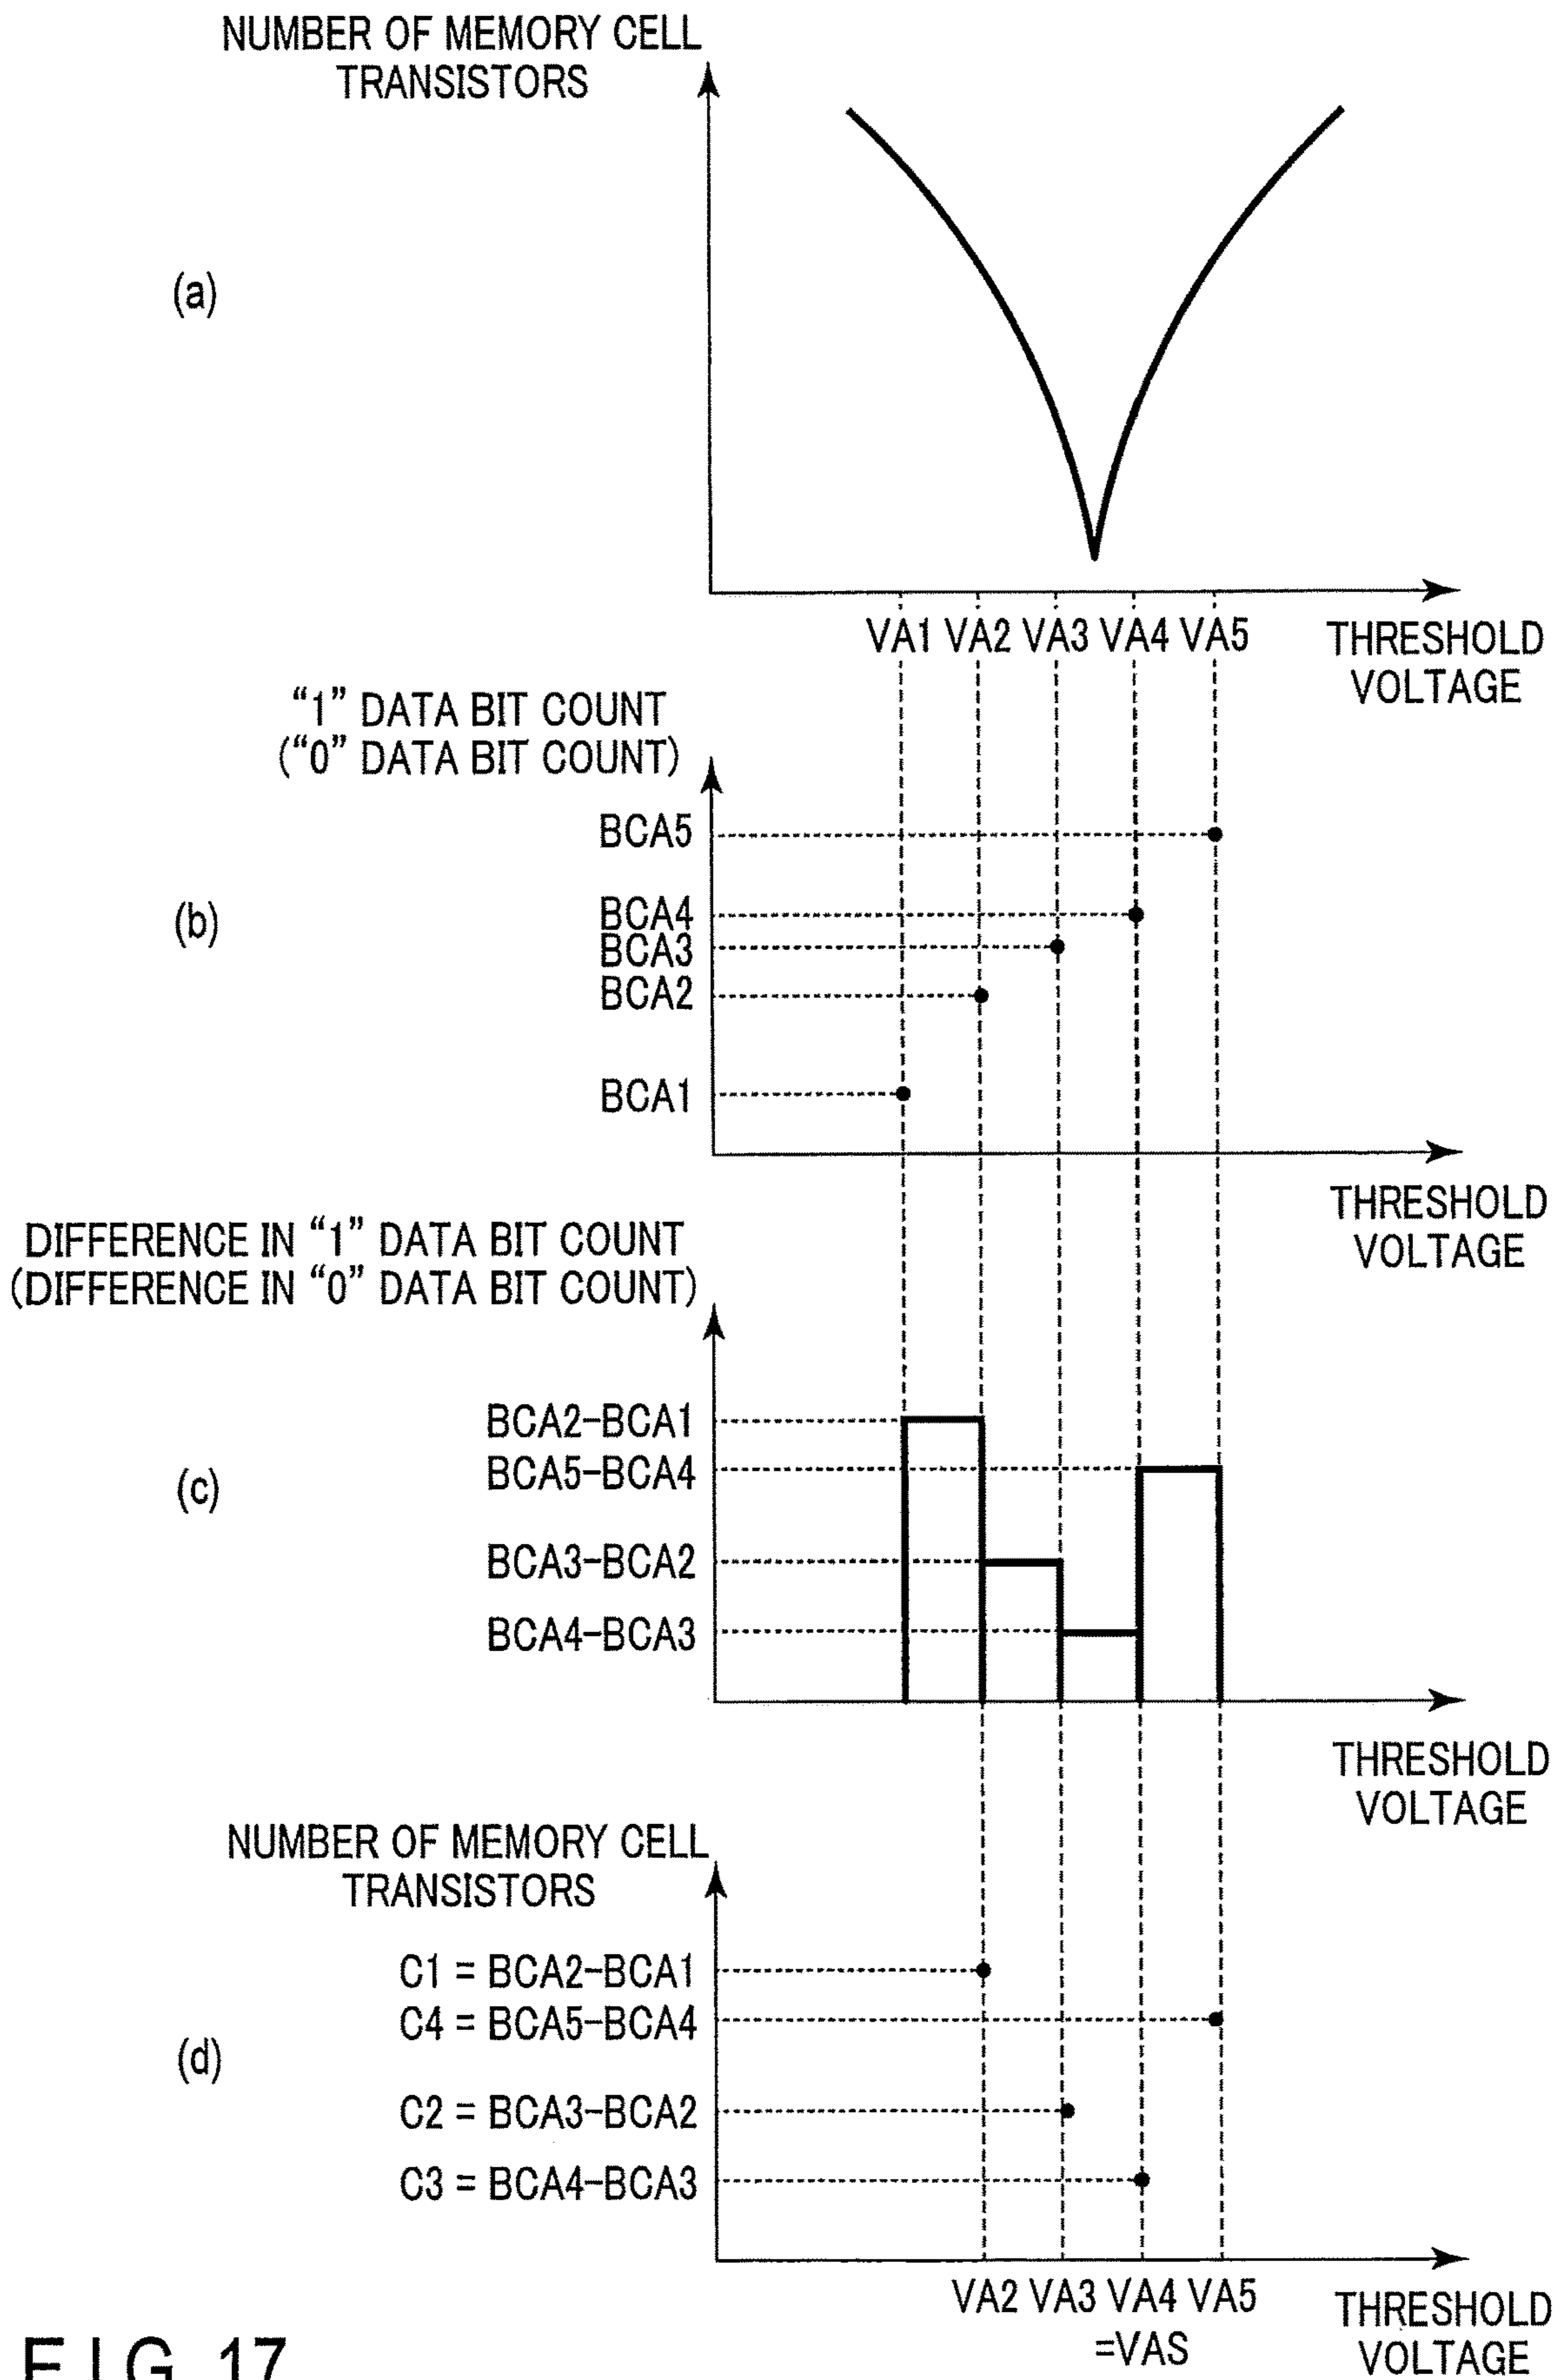 NUMBER OF MEMORY CELL
TRANSISTORS
(a)
VA1 VA2 VA3 VA4 VA5
THRESHOLD
VOLTAGE
“1” DATA BIT COUNT
(“0” DATA BIT COUNT)
BCA5
(b)
BCA4
BCA3
BCA2
BCA1
THRESHOLD
VOLTAGE
DIFFERENCE IN “1” DATA BIT COUNT
(DIFFERENCE IN “0” DATA BIT COUNT)
BCA2-BCA1
(c)
BCA5-BCA4
BCA3-BCA2
BCA4-BCA3
THRESHOLD
VOLTAGE
NUMBER OF MEMORY CELL
TRANSISTORS
C1 = BCA2-BCA1
C4 = BCA5-BCA4
(d)
C2 = BCA3-BCA2
C3 = BCA4-BCA3
VA2 VA3 VA4 VA5
=VAS
THRESHOLD
VOLTAGE
FIG. 17